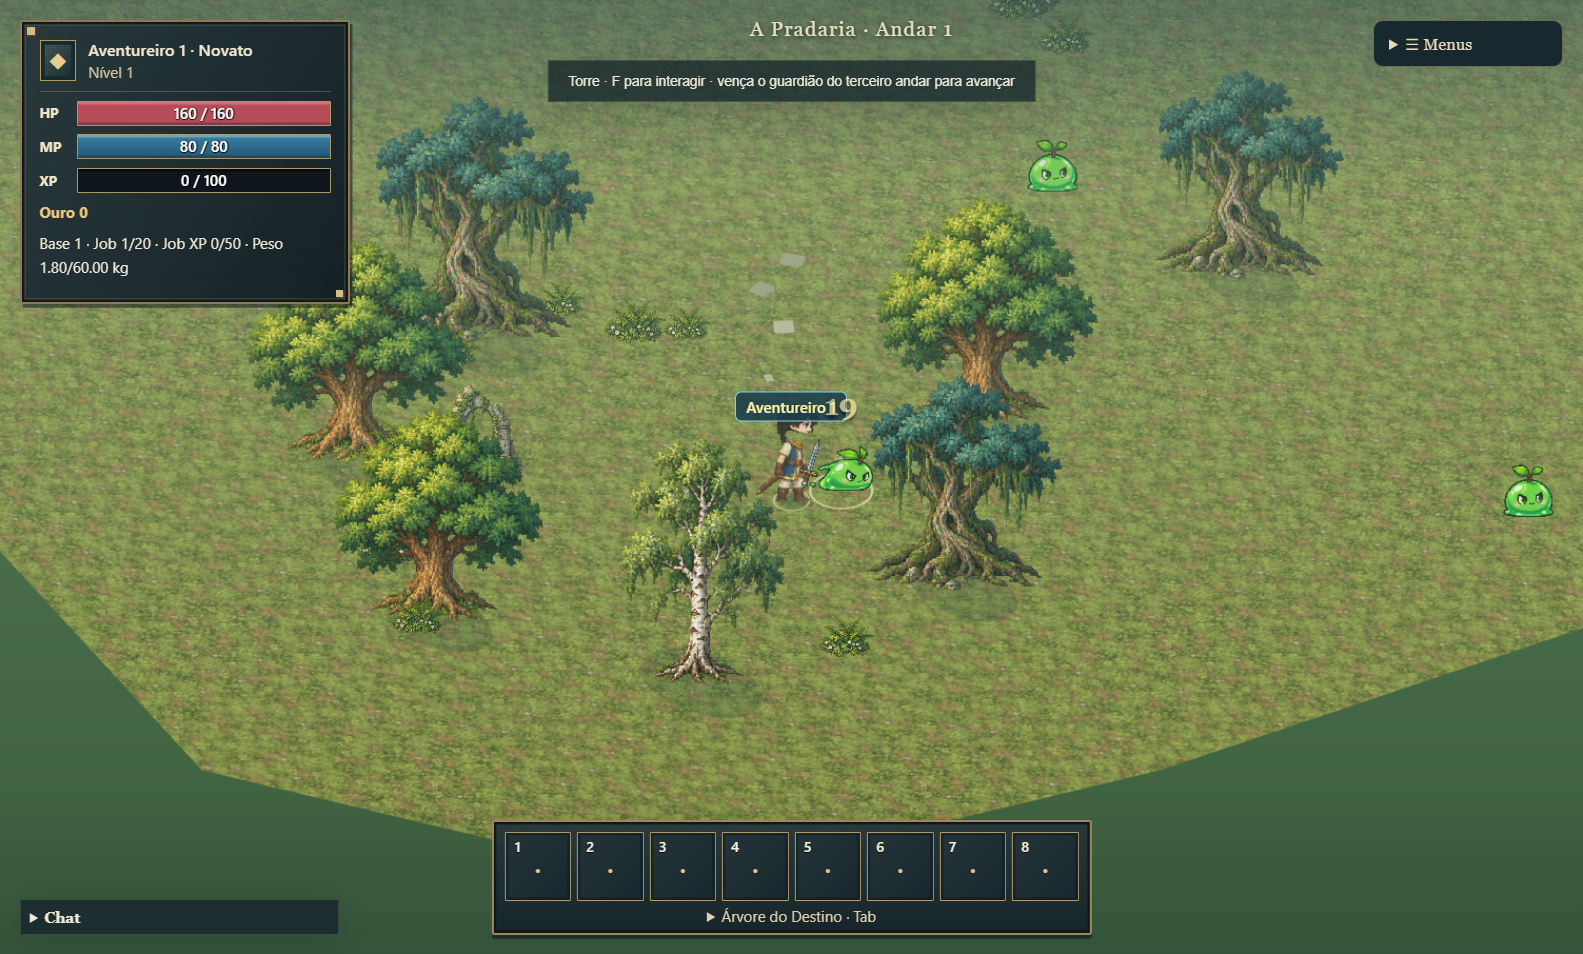 Aventureiro 1 · Novato
Nível 1
HP 160 / 160
MP 80 / 80
XP 0 / 100
Ouro 0
Base 1 · Job 1/20 · Job XP 0/50 · Peso
1.80/60.00 kg
A Pradaria · Andar 1
Torre · F para interagir · vença o guardião do terceiro andar para avançar
▶ ☰ Menus
Aventureiro
19
1 2 3 4 5 6 7 8
▶ Árvore do Destino · Tab
▶ Chat